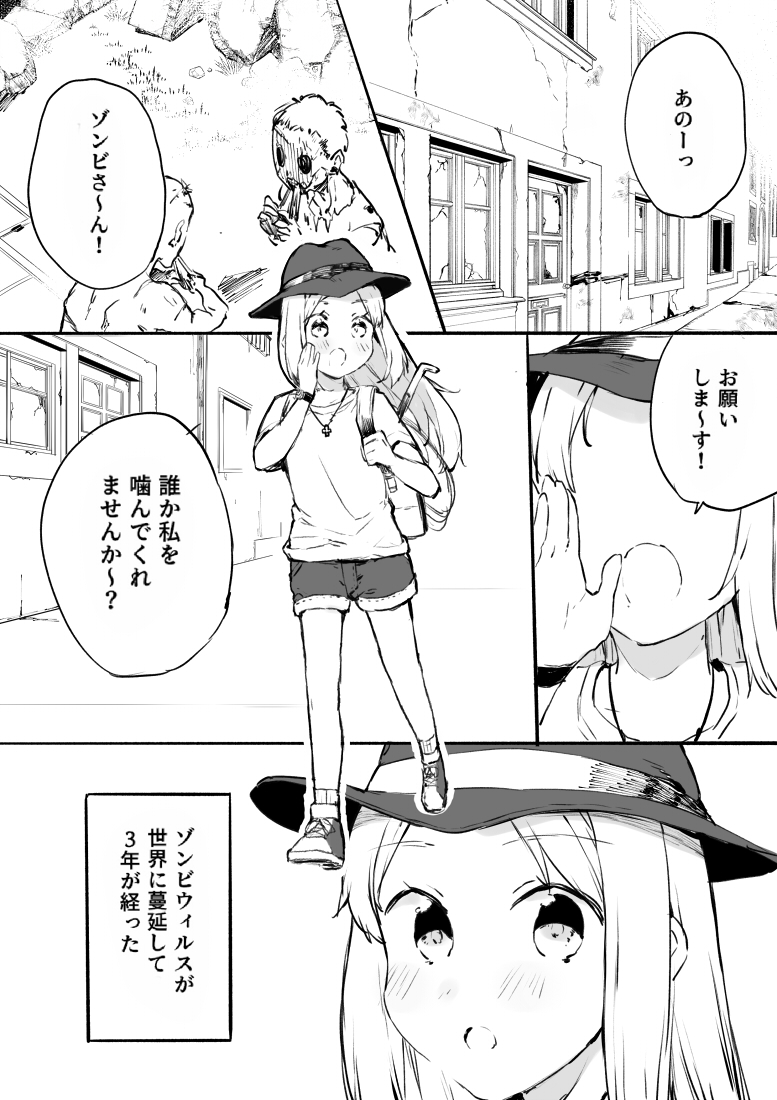 あのーっ
ゾンビさ～ん！
お願い
しま～す！
誰か私を
噛んでくれ
ませんか～？
ゾンビウィルスが
世界に蔓延して
３年が経った